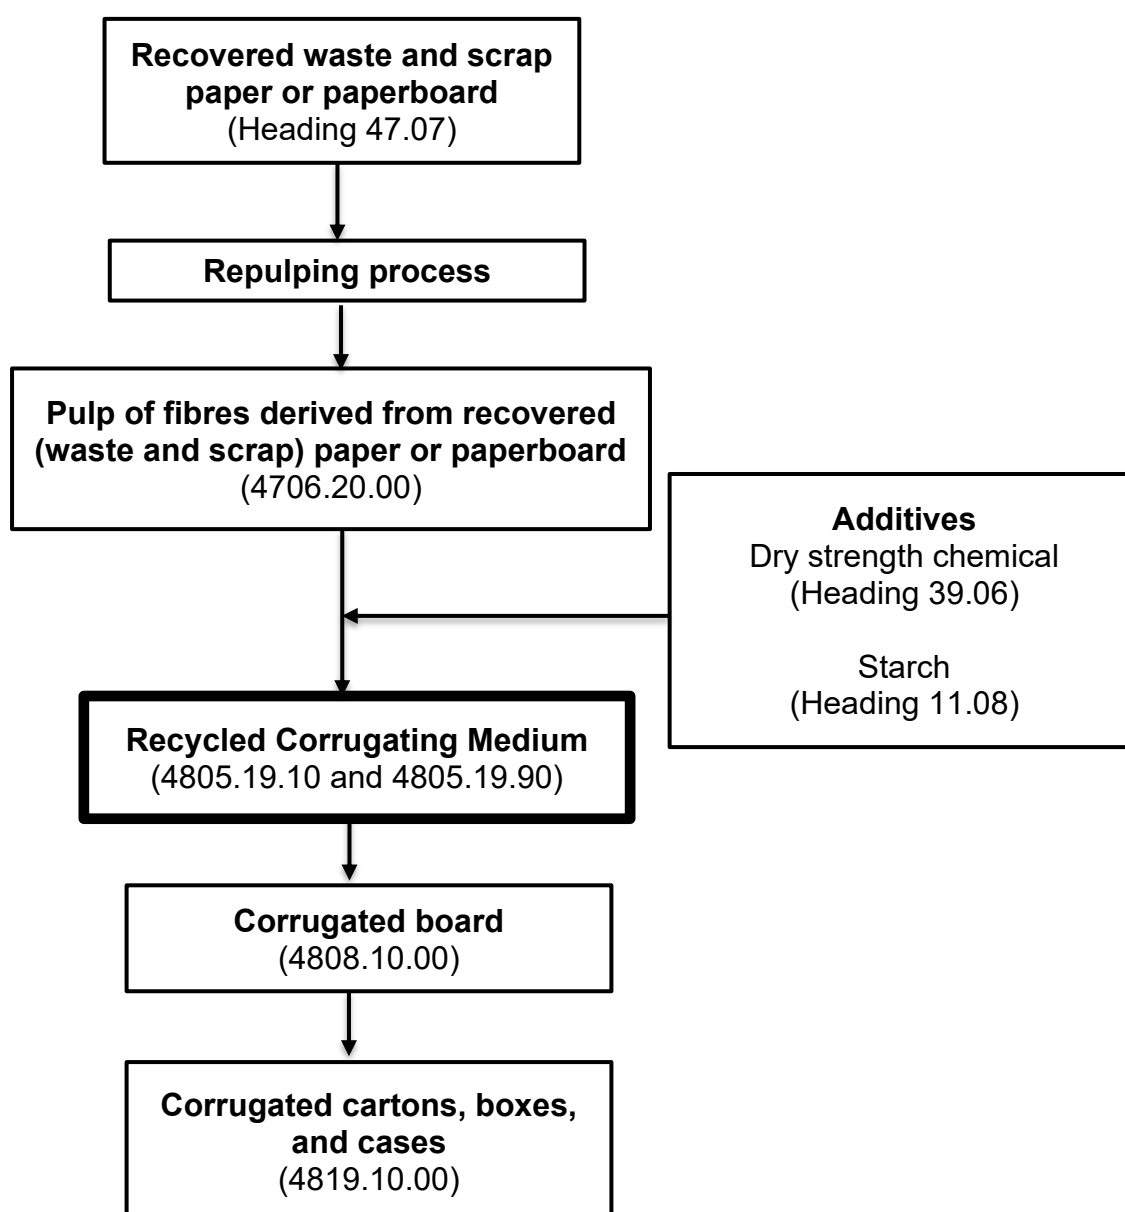 Recovered waste and scrap
paper or paperboard
(Heading 47.07)
Repulping process
Pulp of fibres derived from recovered
(waste and scrap) paper or paperboard
(4706.20.00)
Additives
Dry strength chemical
(Heading 39.06)
Starch
(Heading 11.08)
Recycled Corrugating Medium
(4805.19.10 and 4805.19.90)
Corrugated board
(4808.10.00)
Corrugated cartons, boxes,
and cases
(4819.10.00)